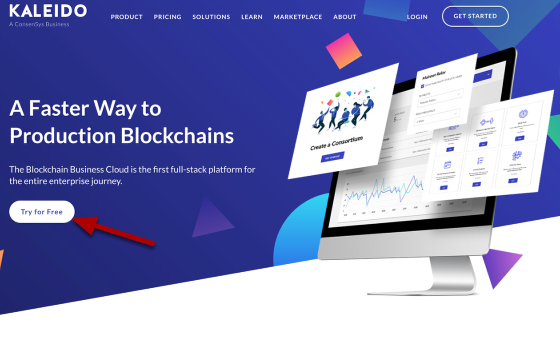 KALEIDO
A ConsenSys Business
PRODUCT PRICING SOLUTIONS LEARN MARKETPLACE ABOUT LOGIN GET STARTED
A Faster Way to
Production Blockchains
The Blockchain Business Cloud is the first full-stack platform for
the entire enterprise journey.
Try for Free
Create a Consortium